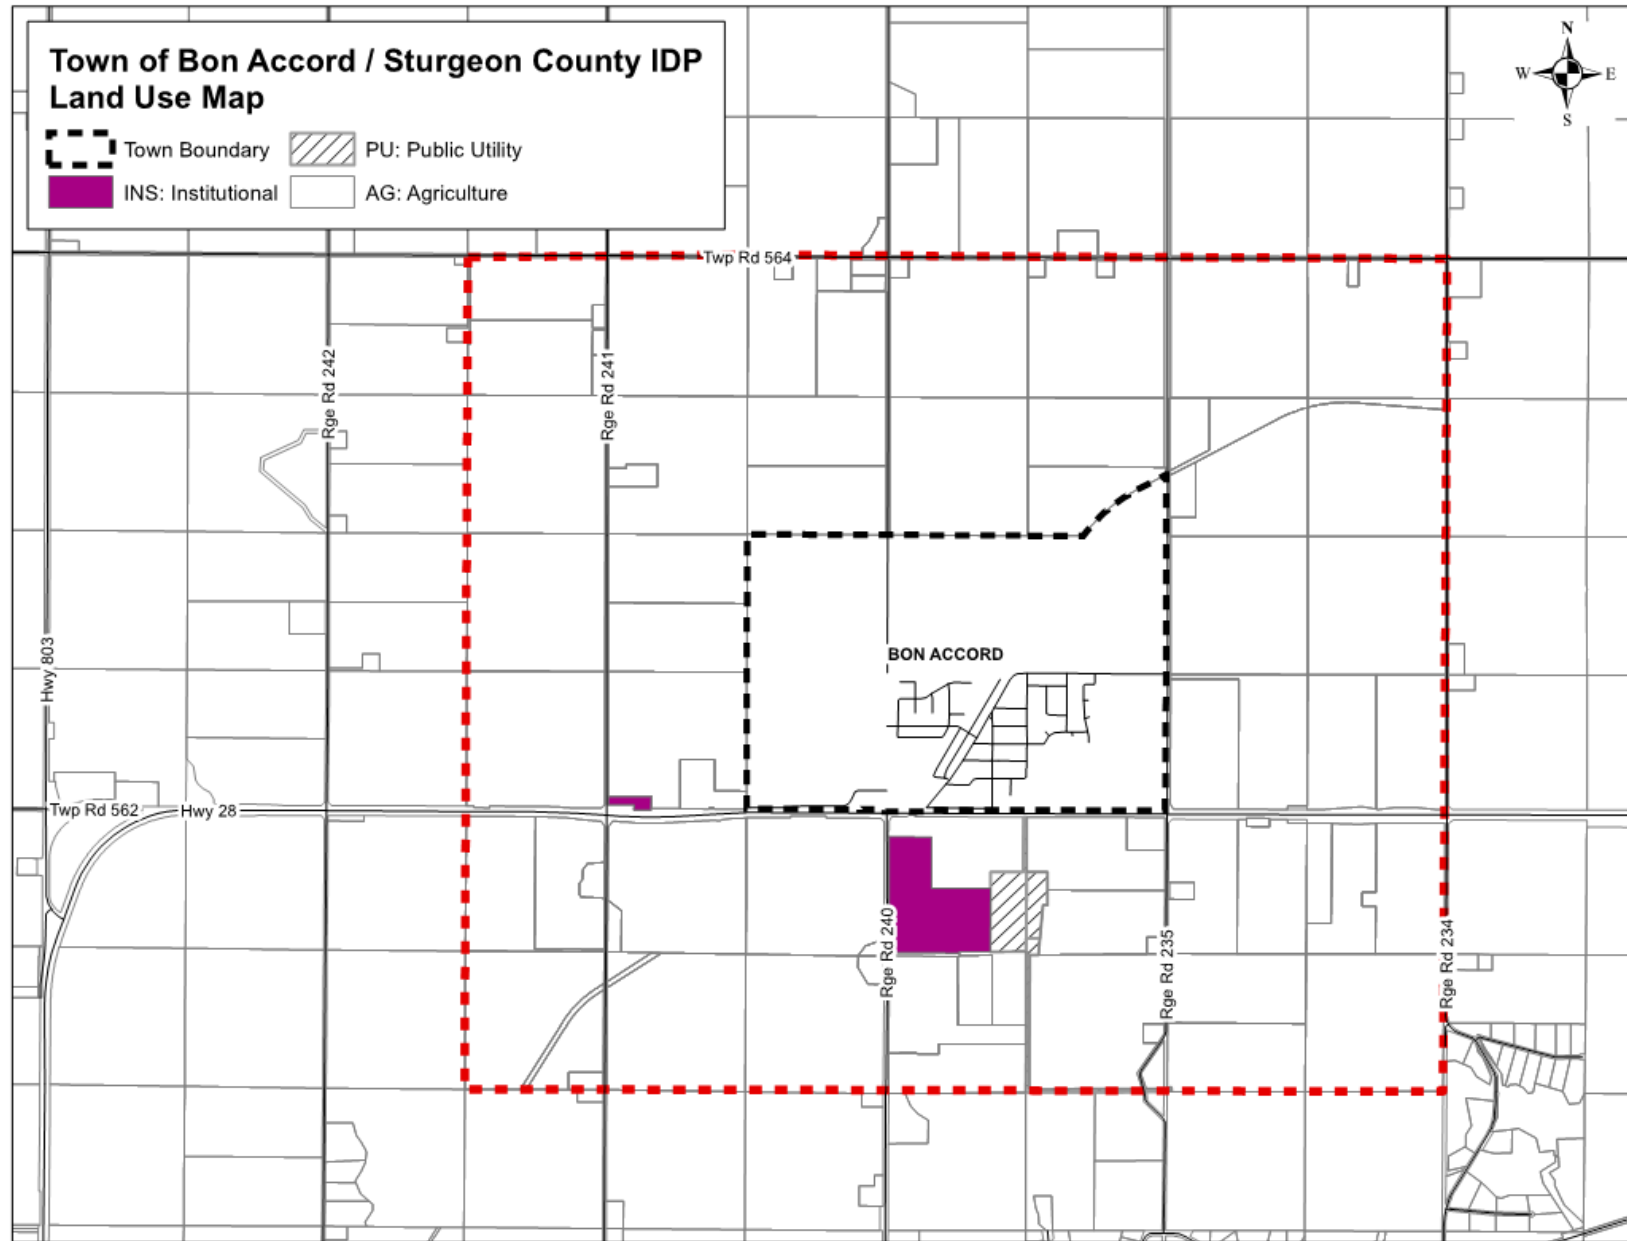 Town of Bon Accord / Sturgeon County IDP
Land Use Map
Town Boundary
PU: Public Utility
INS: Institutional
AG: Agriculture
N
W
E
S
Twp Rd 564
Rge Rd 242
Rge Rd 241
Hwy 803
BON ACCORD
Twp Rd 562
Hwy 28
Rge Rd 240
Rge Rd 235
Rge Rd 234